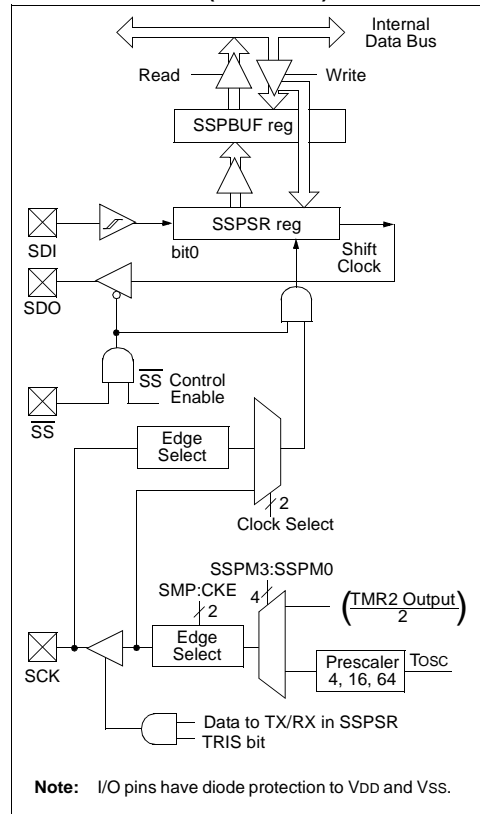 Internal
Data Bus
Read
Write
SSPBUF reg
SSPSR reg
SDI
bit0
Shift
Clock
SDO
SS Control
Enable
SS
Edge
Select
2
Clock Select
SSPM3:SSPM0
SMP:CKE
4
2
(TMR2 Output)
2
Edge
Select
SCK
Prescaler
4, 16, 64
TOSC
Data to TX/RX in SSPSR
TRIS bit
Note: I/O pins have diode protection to VDD and VSS.